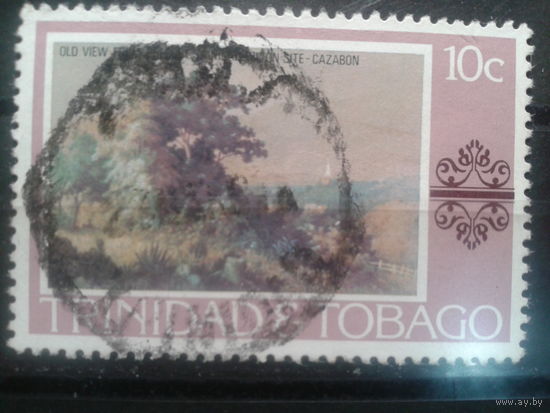 OLD VIEW SITE - CAZABON
10c
TRINIDAD & TOBAGO
www.ay.by